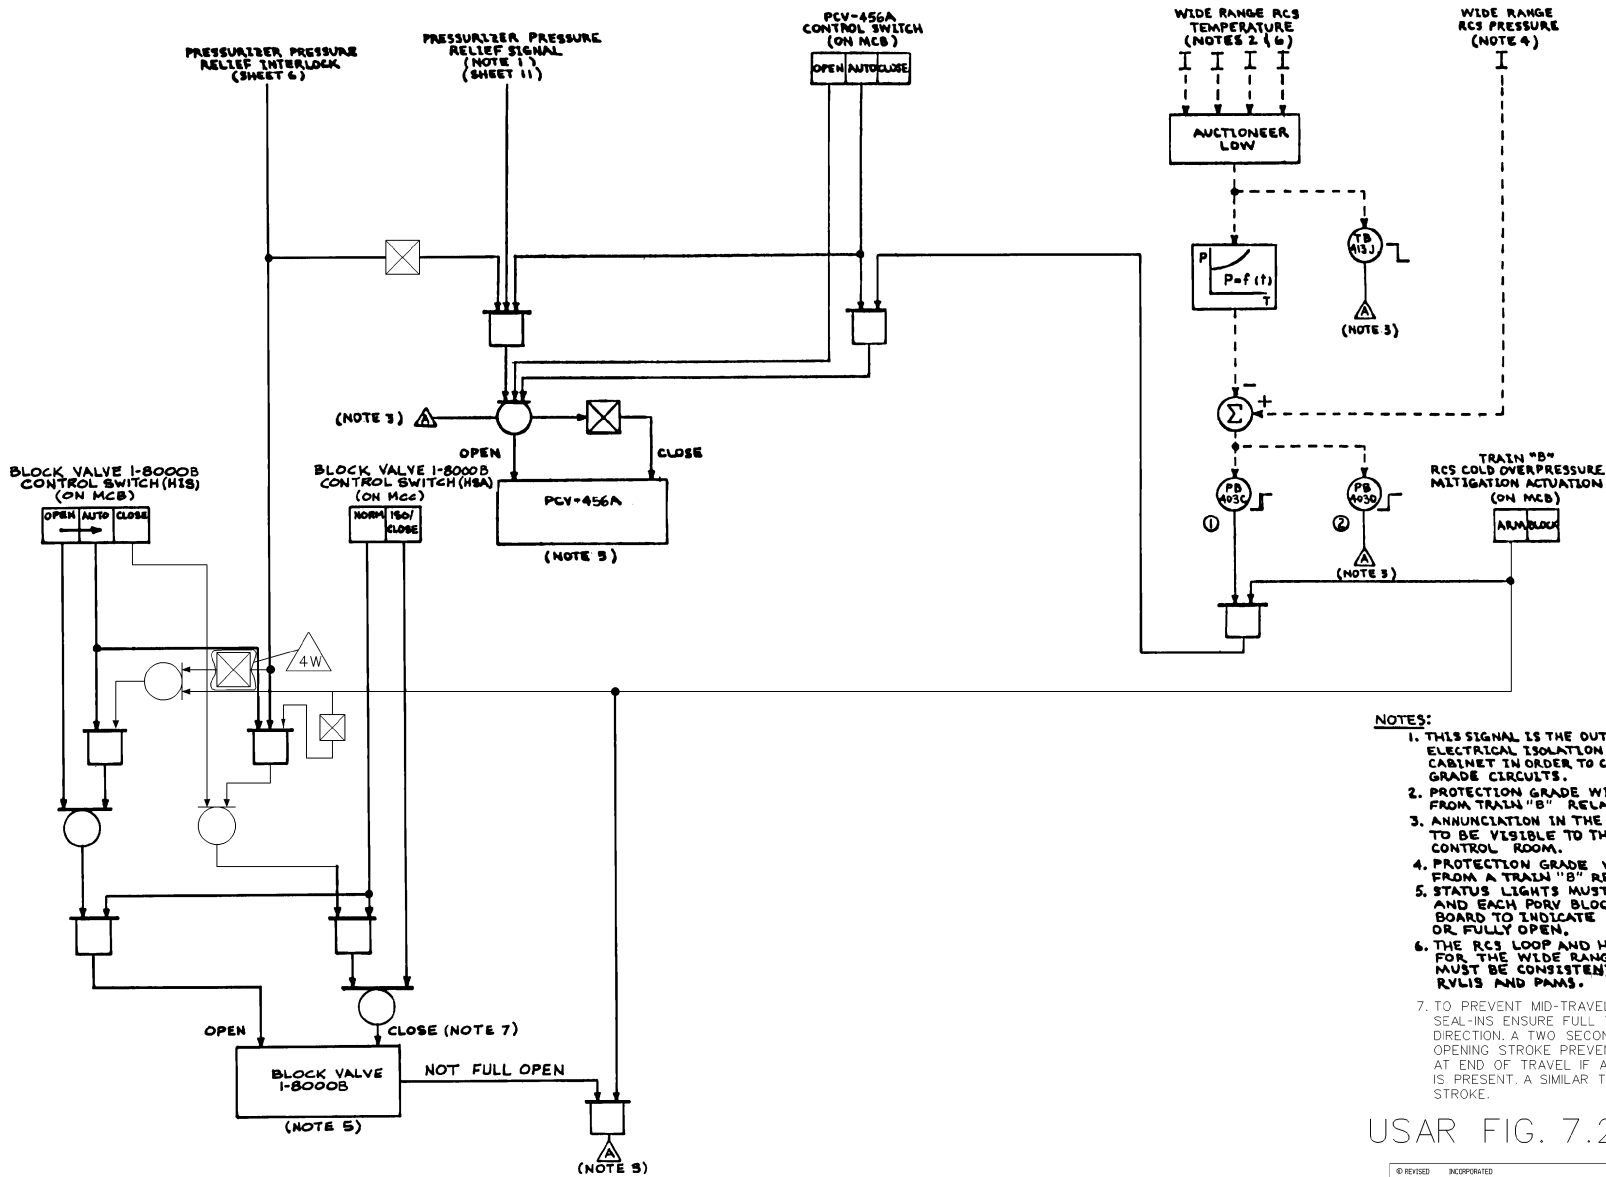 PRESSURIZER PRESSURE
RELIEF INTERLOCK
(SHEET 6)
PRESSURIZER PRESSURE
RELIEF SIGNAL
(NOTE 1)
(SHEET 11)
PCV-456A
CONTROL SWITCH
(ON MCB)
OPEN AUTO CLOSE
WIDE RANGE RCS
TEMPERATURE
(NOTES 2 & 6)
WIDE RANGE
RCS PRESSURE
(NOTE 4)
AUCTIONEER
LOW
P
P=f(t)
T
TB
413J
A
(NOTE 3)
-
+
Σ
(NOTE 3)
A
OPEN
CLOSE
PCV-456A
(NOTE 5)
PB
403C
1
PB
403D
2
A
(NOTE 3)
TRAIN "B"
RCS COLD OVERPRESSURE
MITIGATION ACTUATION
(ON MCB)
ARM BLOCK
BLOCK VALVE 1-8000B
CONTROL SWITCH (HIS)
(ON MCB)
OPEN AUTO CLOSE
BLOCK VALVE 1-8000B
CONTROL SWITCH (HSA)
(ON MCC)
NORM ISO/
CLOSE
4W
OPEN
CLOSE (NOTE 7)
BLOCK VALVE
1-8000B
(NOTE 5)
NOT FULL OPEN
A
(NOTE 3)
NOTES:
1. THIS SIGNAL IS THE OUT
ELECTRICAL ISOLATION
CABINET IN ORDER TO C
GRADE CIRCUITS.
2. PROTECTION GRADE WI
FROM TRAIN "B" RELA
3. ANNUNCIATION IN THE
TO BE VISIBLE TO TH
CONTROL ROOM.
4. PROTECTION GRADE
FROM A TRAIN "B" RE
5. STATUS LIGHTS MUST
AND EACH PORV BLOC
BOARD TO INDICATE
OR FULLY OPEN.
6. THE RCS LOOP AND H
FOR THE WIDE RANG
MUST BE CONSISTEN
RVLIS AND PAMS.
7. TO PREVENT MID-TRAVEL
SEAL-INS ENSURE FULL
DIRECTION. A TWO SECON
OPENING STROKE PREVEN
AT END OF TRAVEL IF A
IS PRESENT. A SIMILAR T
STROKE.
USAR FIG. 7.2
© REVISED INCORPORATED